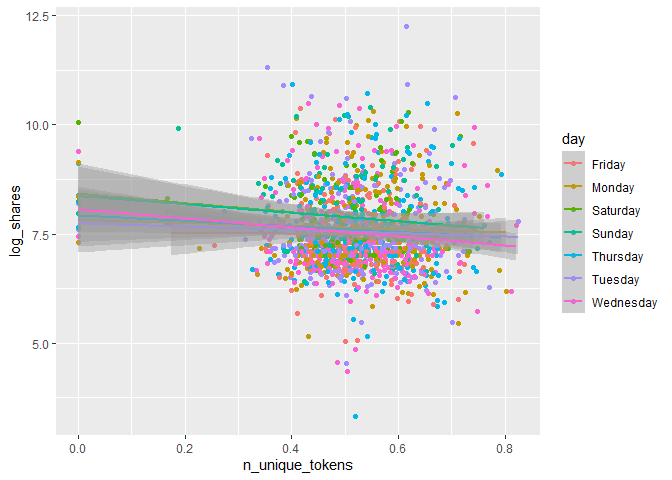 12.5
10.0
7.5
5.0
log_shares
0.0
0.2
0.4
0.6
0.8
n_unique_tokens
day
Friday
Monday
Saturday
Sunday
Thursday
Tuesday
Wednesday